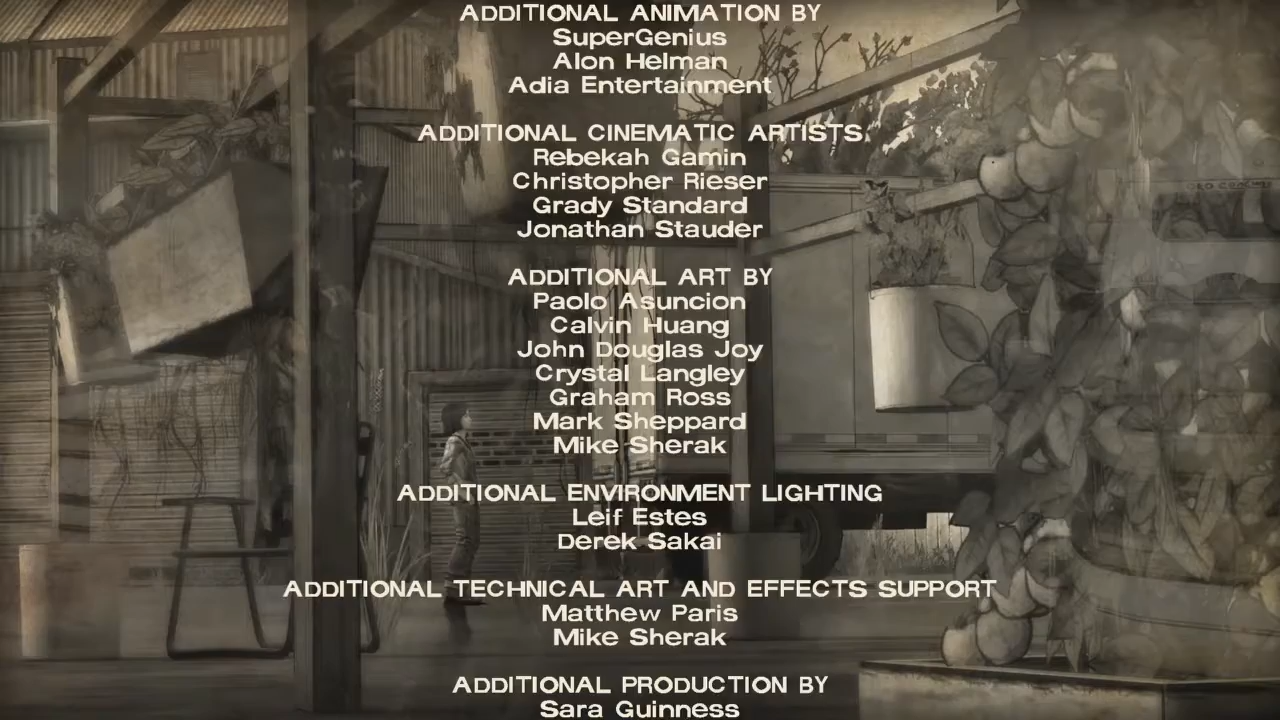 ADDITIONAL ANIMATION BY
SuperGenius
Alon Helman
Adia Entertainment
ADDITIONAL CINEMATIC ARTISTS
Rebekah Gamin
Christopher Rieser
Grady Standard
Jonathan Stauder
ADDITIONAL ART BY
Paolo Asuncion
Calvin Huang
John Douglas Joy
Crystal Langley
Graham Ross
Mark Sheppard
Mike Sherak
ADDITIONAL ENVIRONMENT LIGHTING
Leif Estes
Derek Sakai
ADDITIONAL TECHNICAL ART AND EFFECTS SUPPORT
Matthew Paris
Mike Sherak
ADDITIONAL PRODUCTION BY
Sara Guinness